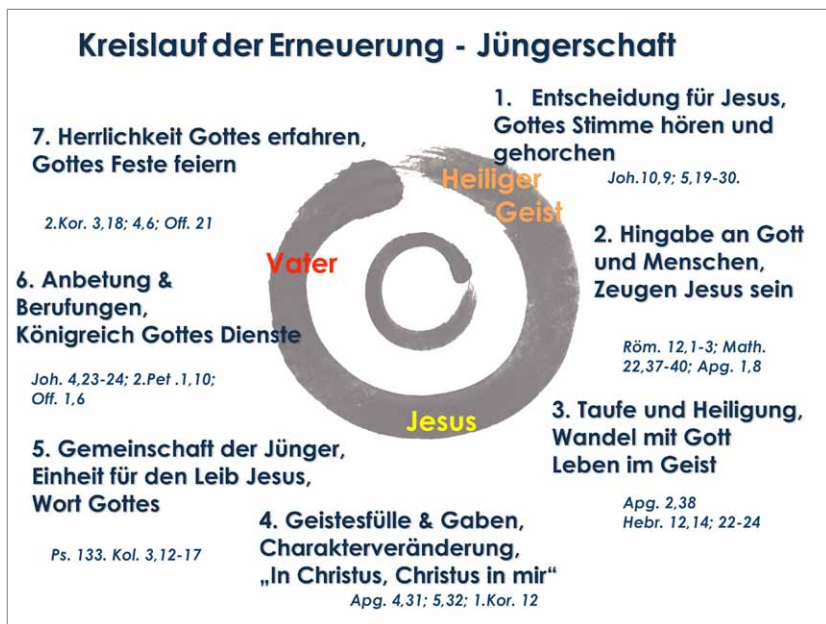 Kreislauf der Erneuerung - Jüngerschaft
1. Entscheidung für Jesus,
Gottes Stimme hören und
gehorchen
Joh.10,9; 5,19-30.
2. Hingabe an Gott
und Menschen,
Zeugen Jesus sein
Röm. 12,1-3; Math.
22,37-40; Apg. 1,8
3. Taufe und Heiligung,
Wandel mit Gott
Leben im Geist
Apg. 2,38
Hebr. 12,14; 22-24
4. Geistesfülle & Gaben,
Charakterveränderung,
„In Christus, Christus in mir“
Apg. 4,31; 5,32; 1.Kor. 12
5. Gemeinschaft der Jünger,
Einheit für den Leib Jesus,
Wort Gottes
Ps. 133. Kol. 3,12-17
6. Anbetung &
Berufungen,
Königreich Gottes Dienste
Joh. 4,23-24; 2.Pet .1,10;
Off. 1,6
7. Herrlichkeit Gottes erfahren,
Gottes Feste feiern
2.Kor. 3,18; 4,6; Off. 21
Heiliger
Geist
Vater
Jesus